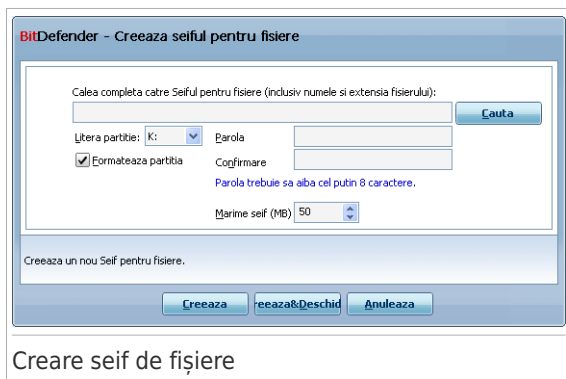 BitDefender - Creeaza seiful pentru fisiere
Calea completa catre Seiful pentru fisiere (inclusiv numele si extensia fisierului):
Cauta
Litera partitie: K: Parola
Formateaza partitia Confirmare
Parola trebuie sa aiba cel putin 8 caractere.
Marime seif (MB) 50
Creeaza un nou Seif pentru fisiere.
Creeaza reeaza&Deschid Anuleaza
Creare seif de fișiere